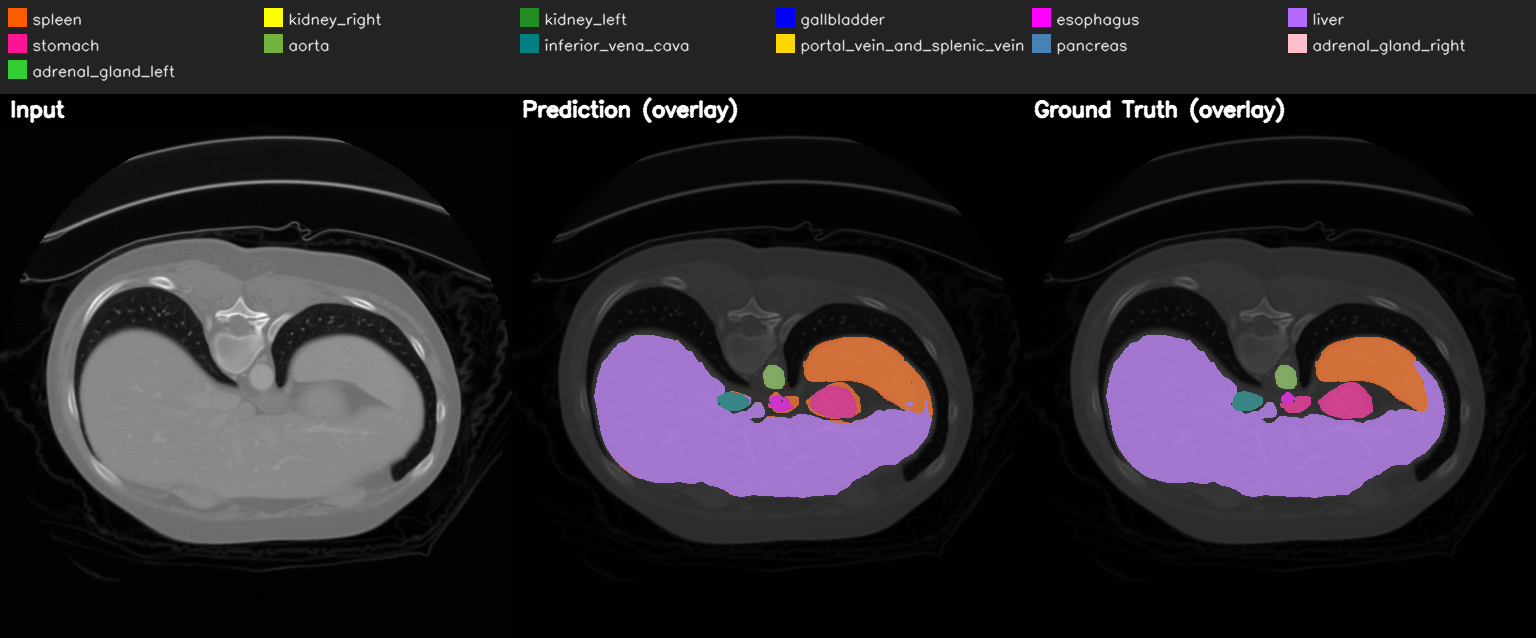 spleen kidney_right kidney_left gallbladder esophagus liver
stomach aorta inferior_vena_cava portal_vein_and_splenic_vein pancreas adrenal_gland_right
adrenal_gland_left
Input Prediction (overlay) Ground Truth (overlay)